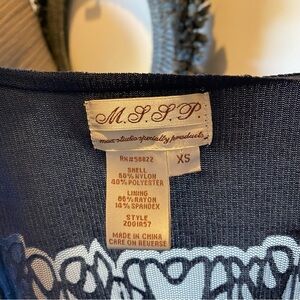 M.S.S.P.
max studio specialty products
XS
RN#58822
SHELL
60% NYLON
40% POLYESTER
LINING
86% RAYON
14% SPANDEX
STYLE
ZOG1R57
MADE IN CHINA
CARE ON REVERSE